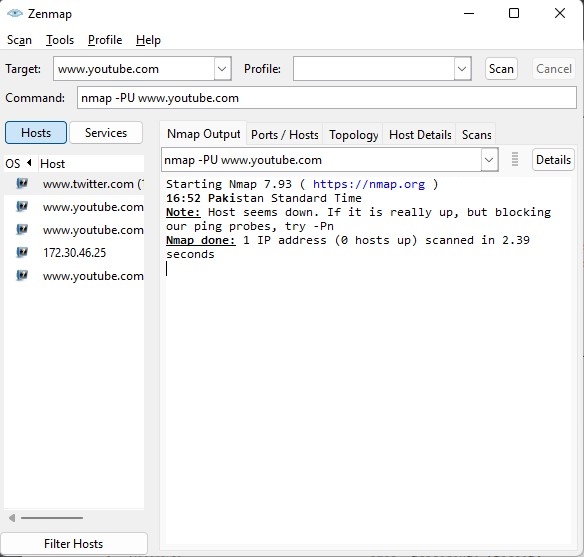 Zenmap
Scan Tools Profile Help
Target: www.youtube.com Profile: Scan Cancel
Command: nmap -PU www.youtube.com
Hosts Services
Nmap Output Ports / Hosts Topology Host Details Scans
OS Host
nmap -PU www.youtube.com Details
www.twitter.com (
www.youtube.com
www.youtube.com
172.30.46.25
www.youtube.com
Starting Nmap 7.93 ( https://nmap.org )
16:52 Pakistan Standard Time
Note: Host seems down. If it is really up, but blocking
our ping probes, try -Pn
Nmap done: 1 IP address (0 hosts up) scanned in 2.39
seconds
Filter Hosts